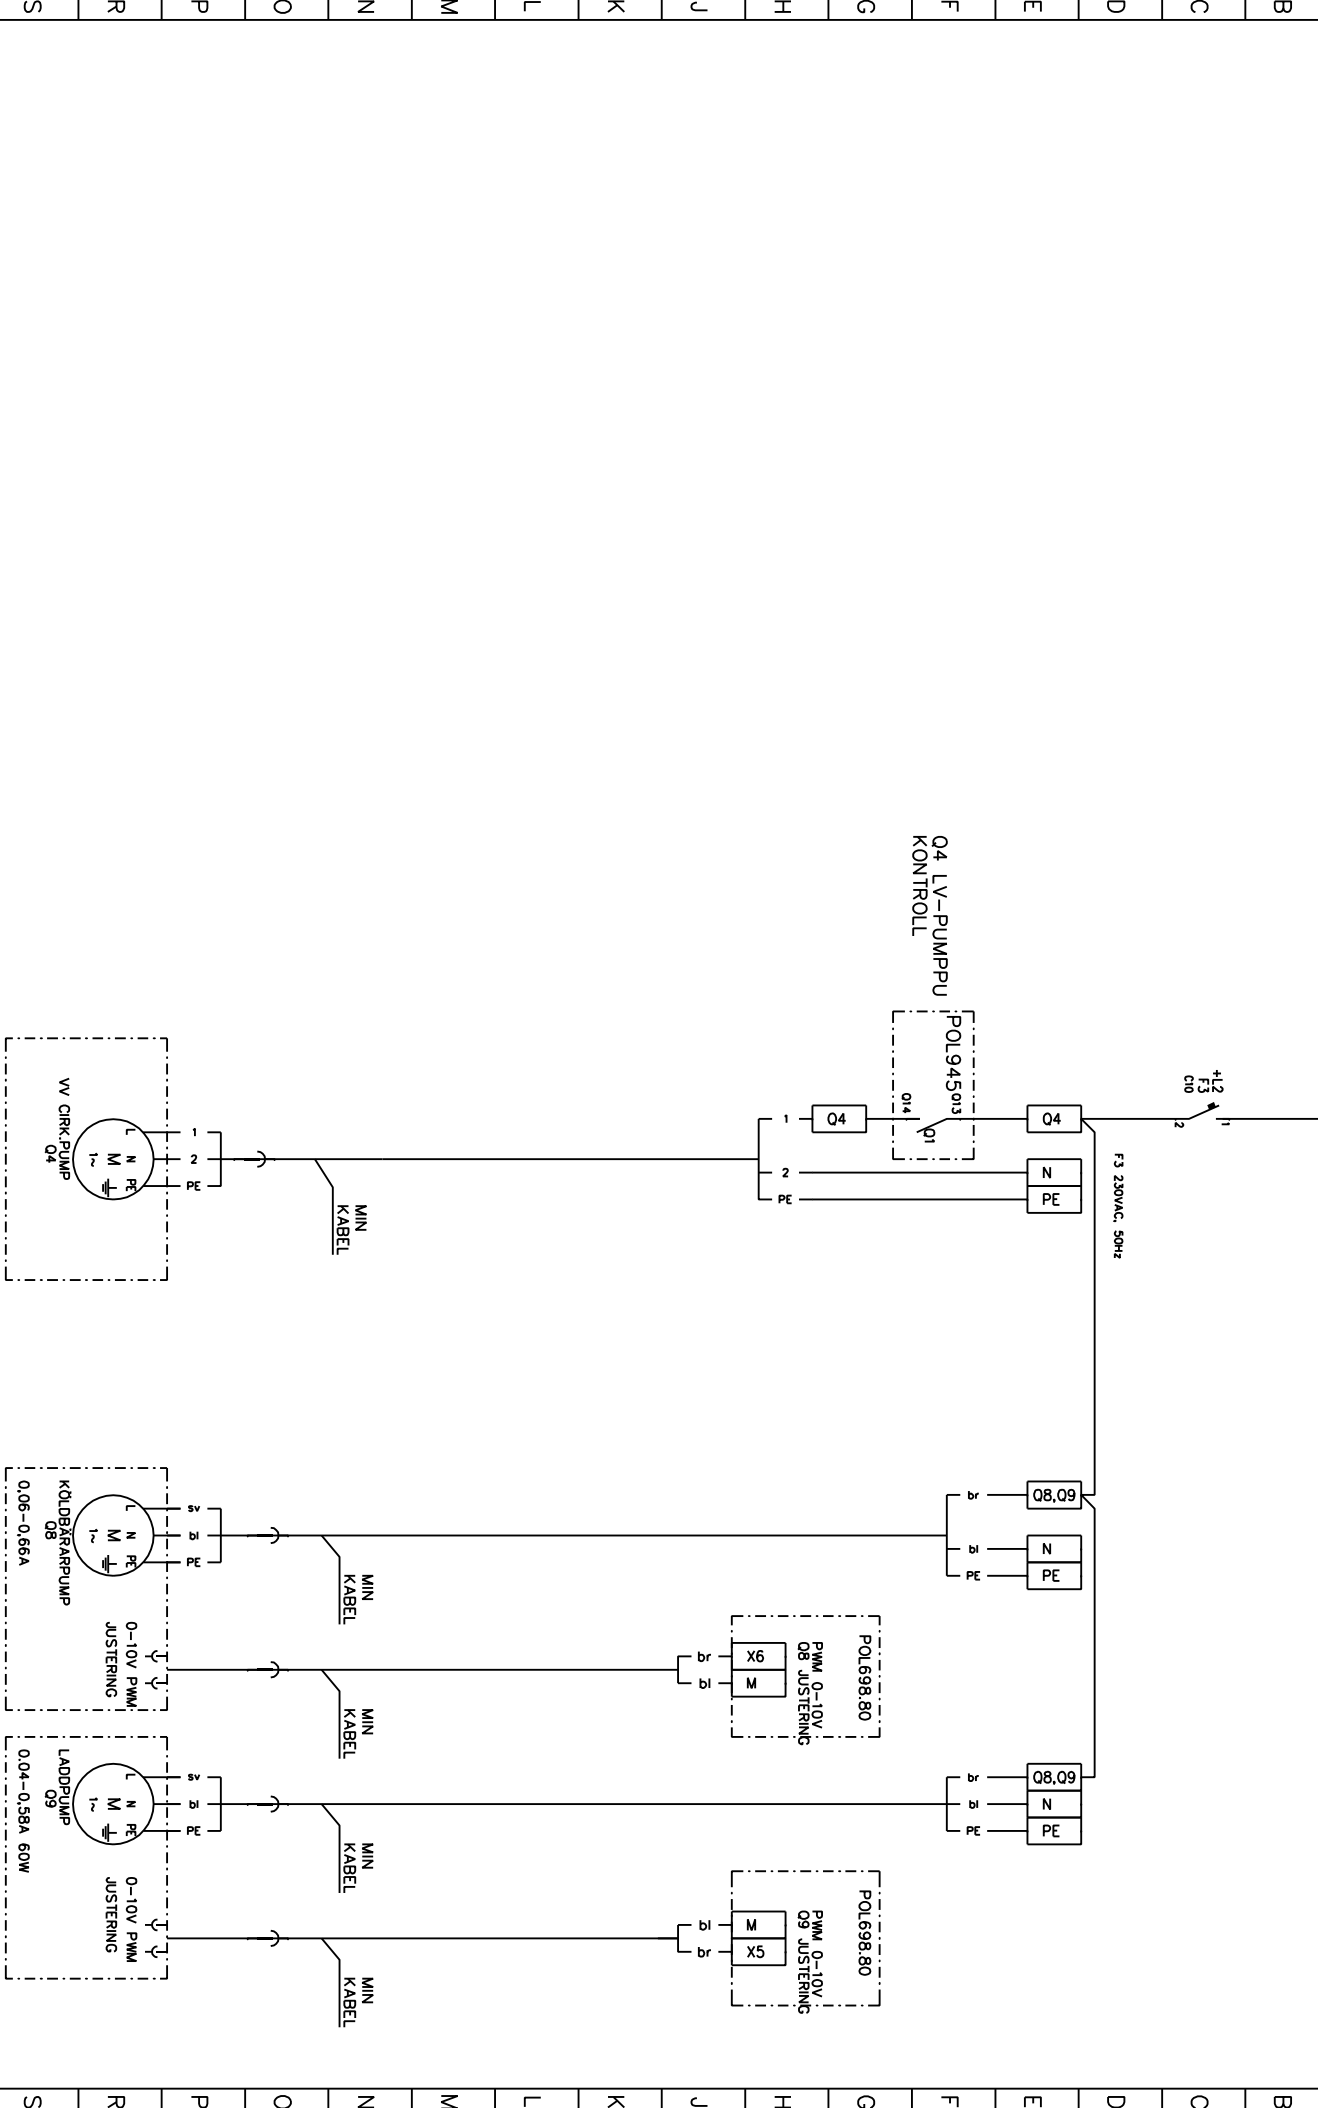 B
C
D
E
F
G
H
J
K
L
M
N
O
P
R
S
+L2
F3
C10
1
2
F3 230VAC, 50Hz
Q4
N
PE
Q8,Q9
N
PE
Q8,Q9
N
PE
Q4 LV-PUMPPU
KONTROLL
POL945
Q13
Q1
Q14
Q4
1
2
PE
br
bl
PE
br
bl
PE
POL698.80
PWM 0-10V
Q8 JUSTERING
X6
M
br
bl
POL698.80
PWM 0-10V
Q9 JUSTERING
M
X5
bl
br
MIN
KABEL
MIN
KABEL
MIN
KABEL
MIN
KABEL
MIN
KABEL
1
2
PE
sv
bl
PE
sv
bl
PE
L N PE
M
1~
VV CIRK.PUMP
Q4
L N PE
M
1~
KÖLDBÄRARPUMP
Q8
0,06-0,66A
0-10V PWM
JUSTERING
L N PE
M
1~
LADDPUMP
Q9
0.04-0,58A 60W
0-10V PWM
JUSTERING
B
C
D
E
F
G
H
J
K
L
M
N
O
P
R
S